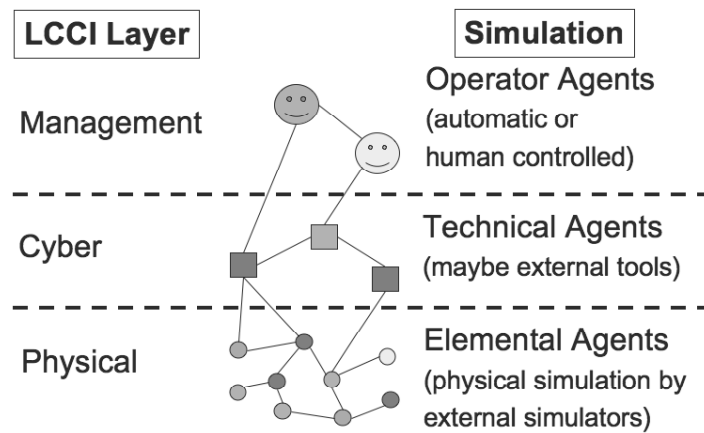 LCCI Layer
Simulation
Management
Operator Agents
(automatic or
human controlled)
Cyber
Technical Agents
(maybe external tools)
Physical
Elemental Agents
(physical simulation by
external simulators)